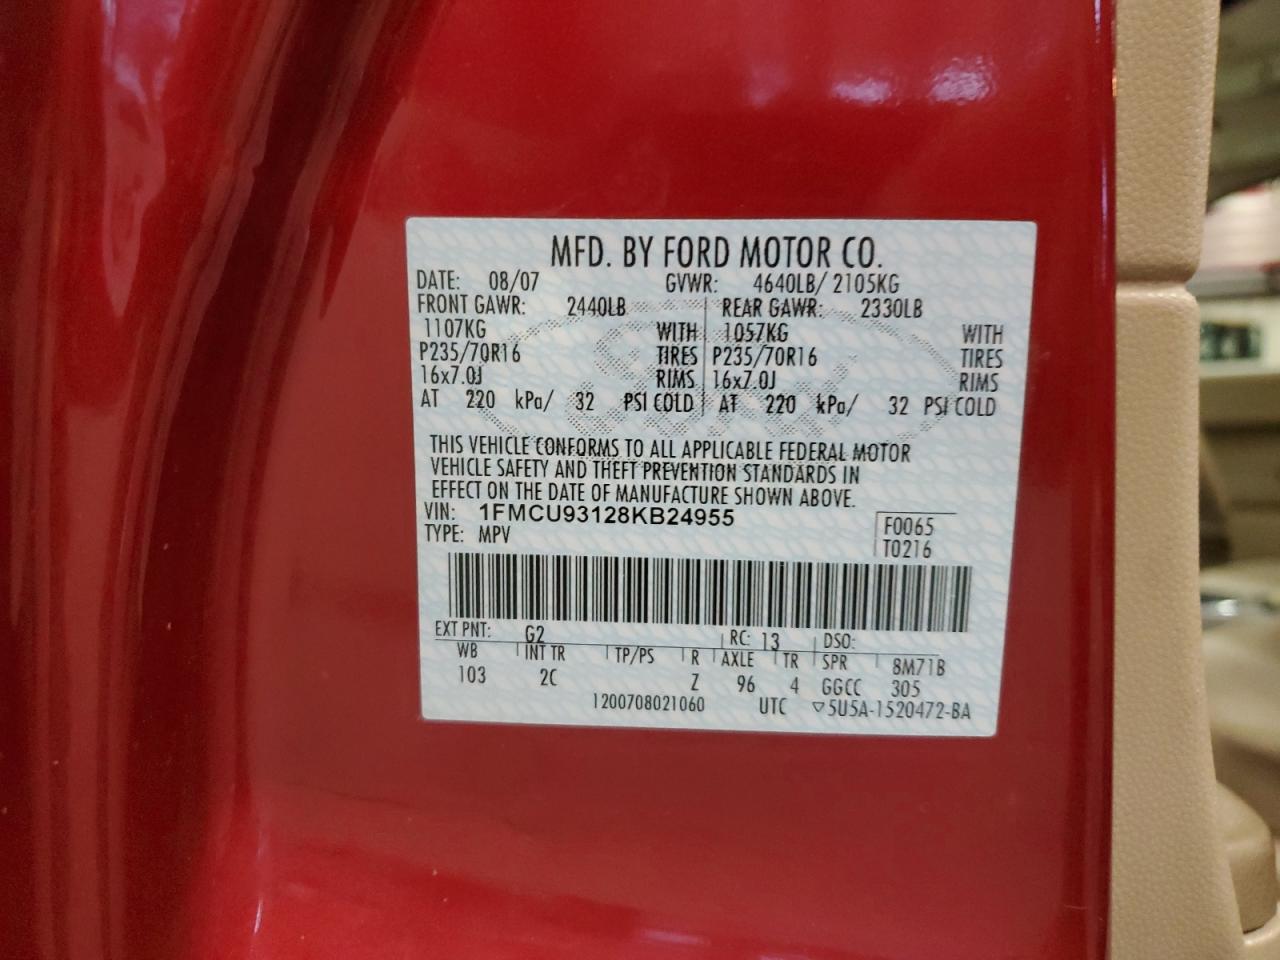 MFD. BY FORD MOTOR CO.
DATE: 08/07 GVWR: 4640LB/ 2105KG
FRONT GAWR: 2440LB REAR GAWR: 2330LB
1107KG WITH 1057KG WITH
P235/70R16 TIRES P235/70R16 TIRES
16x7.0J RIMS 16x7.0J RIMS
AT 220 kPa/ 32 PSI COLD AT 220 kPa/ 32 PSI COLD
THIS VEHICLE CONFORMS TO ALL APPLICABLE FEDERAL MOTOR
VEHICLE SAFETY AND THEFT PREVENTION STANDARDS IN
EFFECT ON THE DATE OF MANUFACTURE SHOWN ABOVE.
VIN: 1FMCU93128KB24955 F0065
TYPE: MPV T0216
EXT PNT: G2 RC: 13 DSO:
WB INT TR TP/PS R AXLE TR SPR 8M71B
103 2C Z 96 4 GGCC 305
1200708021060 UTC ▽5U5A-1520472-BA